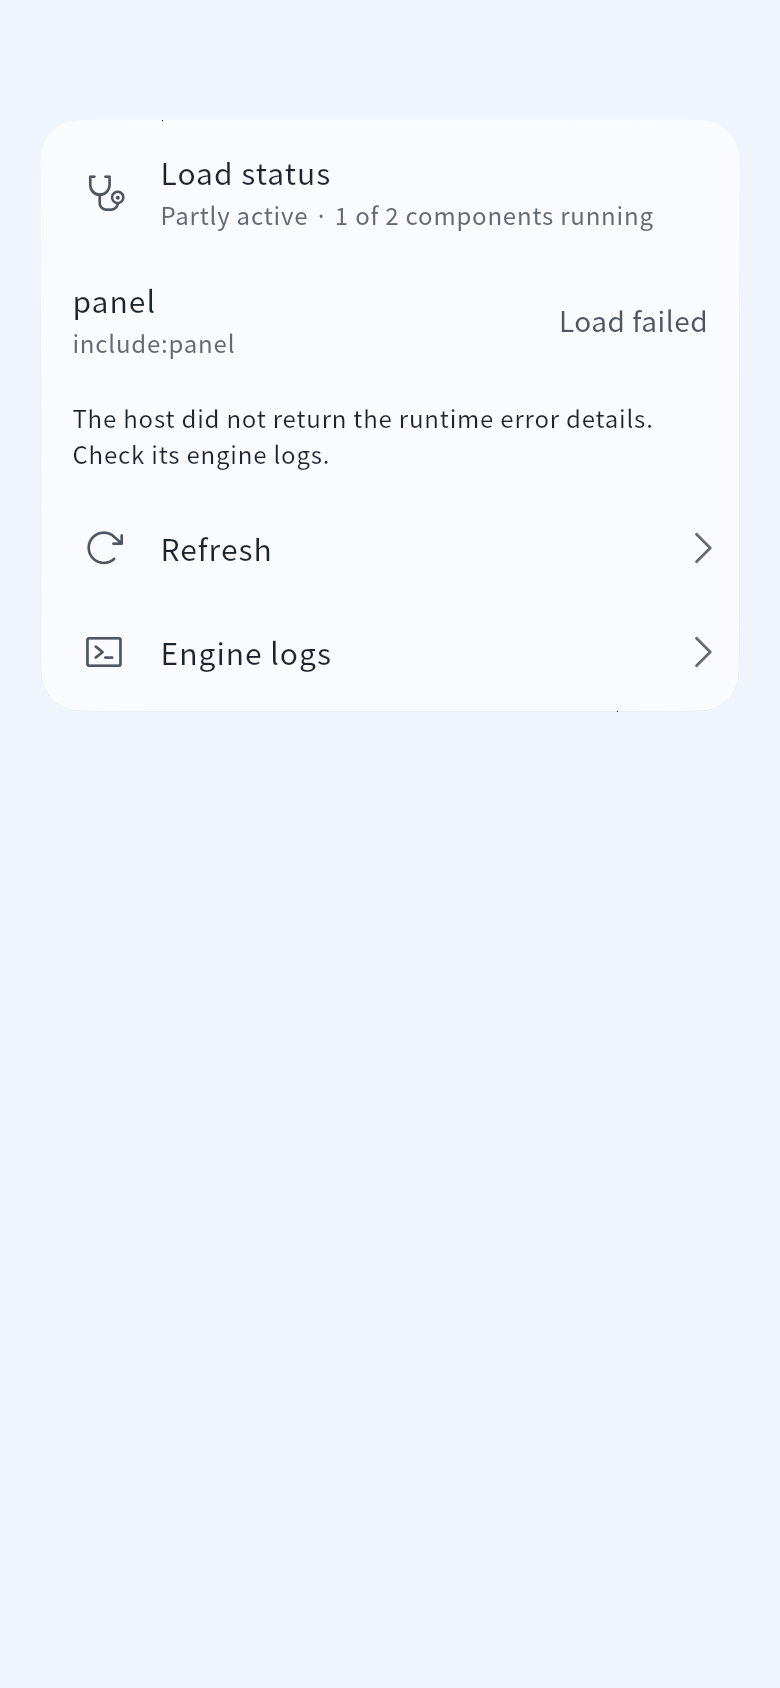 Load status
Partly active · 1 of 2 components running
panel
include:panel
Load failed
The host did not return the runtime error details.
Check its engine logs.
Refresh
Engine logs